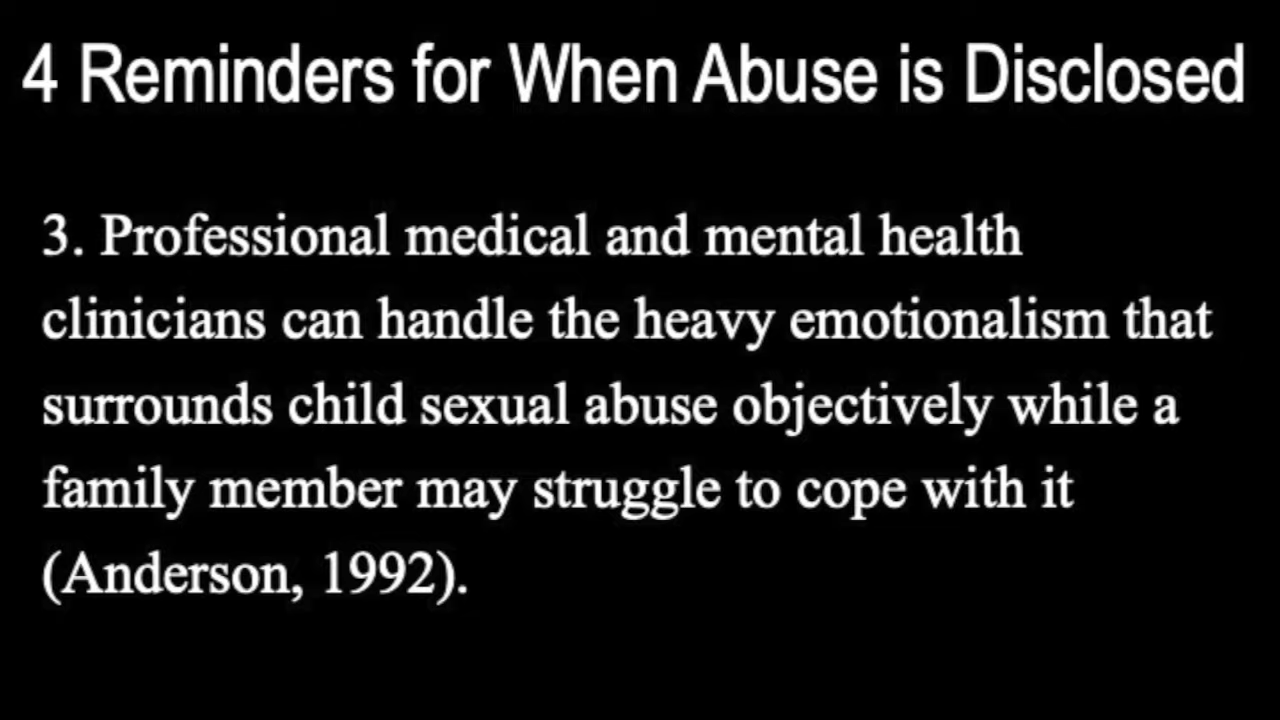 4 Reminders for When Abuse is Disclosed
3. Professional medical and mental health
clinicians can handle the heavy emotionalism that
surrounds child sexual abuse objectively while a
family member may struggle to cope with it
(Anderson, 1992).